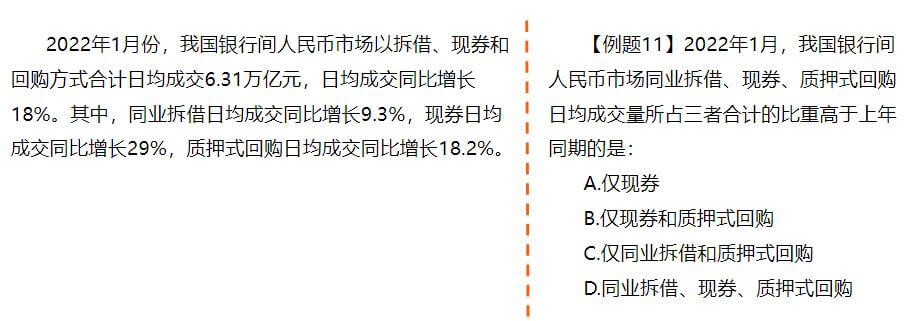 2022年1月份，我国银行间人民币市场以拆借、现券和
回购方式合计日均成交6.31万亿元，日均成交同比增长
18%。其中，同业拆借日均成交同比增长9.3%，现券日均
成交同比增长29%，质押式回购日均成交同比增长18.2%。
【例题11】2022年1月，我国银行间
人民币市场同业拆借、现券、质押式回购
日均成交量所占三者合计的比重高于上年
同期的是：
A.仅现券
B.仅现券和质押式回购
C.仅同业拆借和质押式回购
D.同业拆借、现券、质押式回购